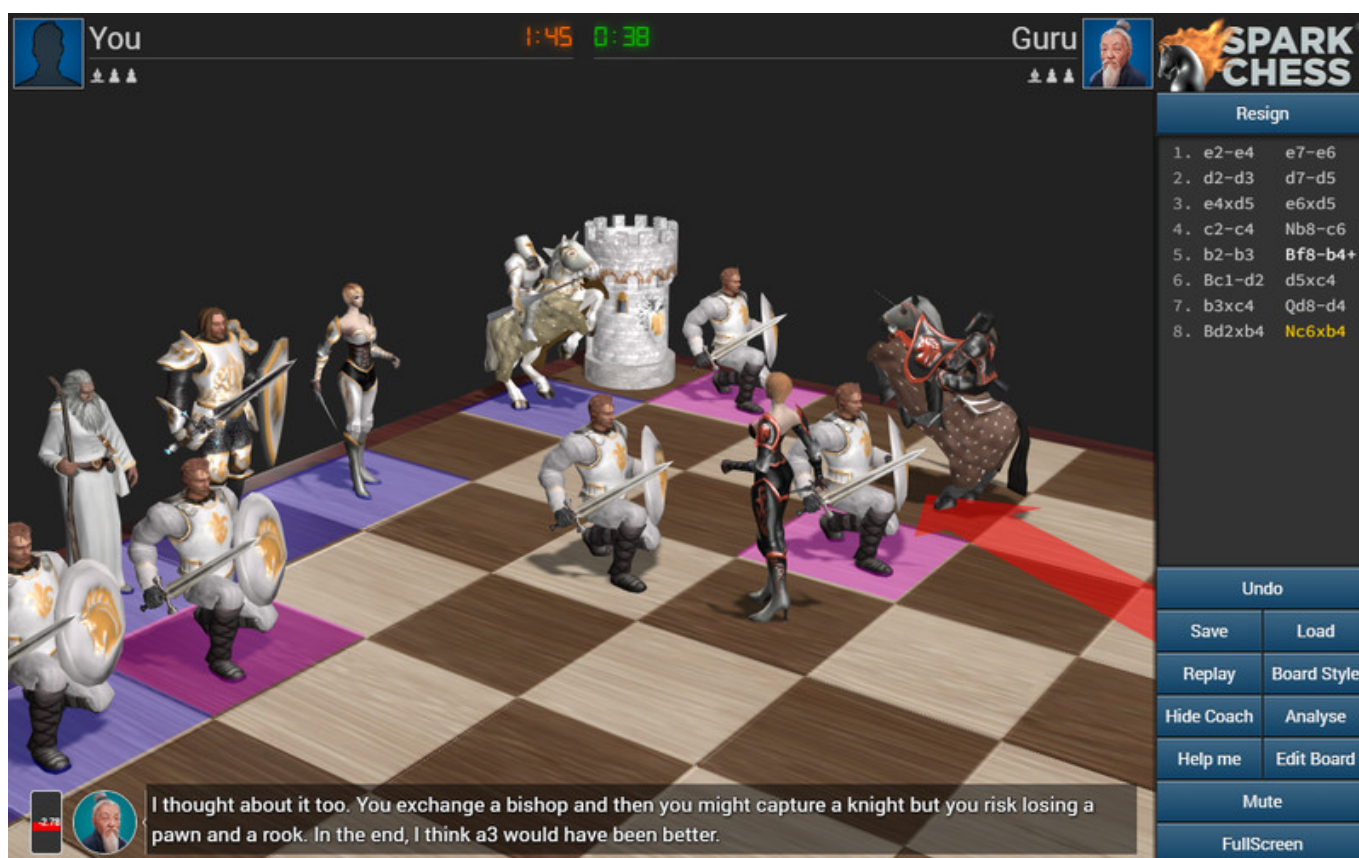 You
1:45
0:38
Guru
SPARK
CHESS
Resign
1. e2-e4 e7-e6
2. d2-d3 d7-d5
3. e4xd5 e6xd5
4. c2-c4 Nb8-c6
5. b2-b3 Bf8-b4+
6. Bc1-d2 d5xc4
7. b3xc4 Qd8-d4
8. Bd2xb4 Nc6xb4
Undo
Save Load
Replay Board Style
Hide Coach Analyse
Help me Edit Board
Mute
FullScreen
-2.78
I thought about it too. You exchange a bishop and then you might capture a knight but you risk losing a
pawn and a rook. In the end, I think a3 would have been better.